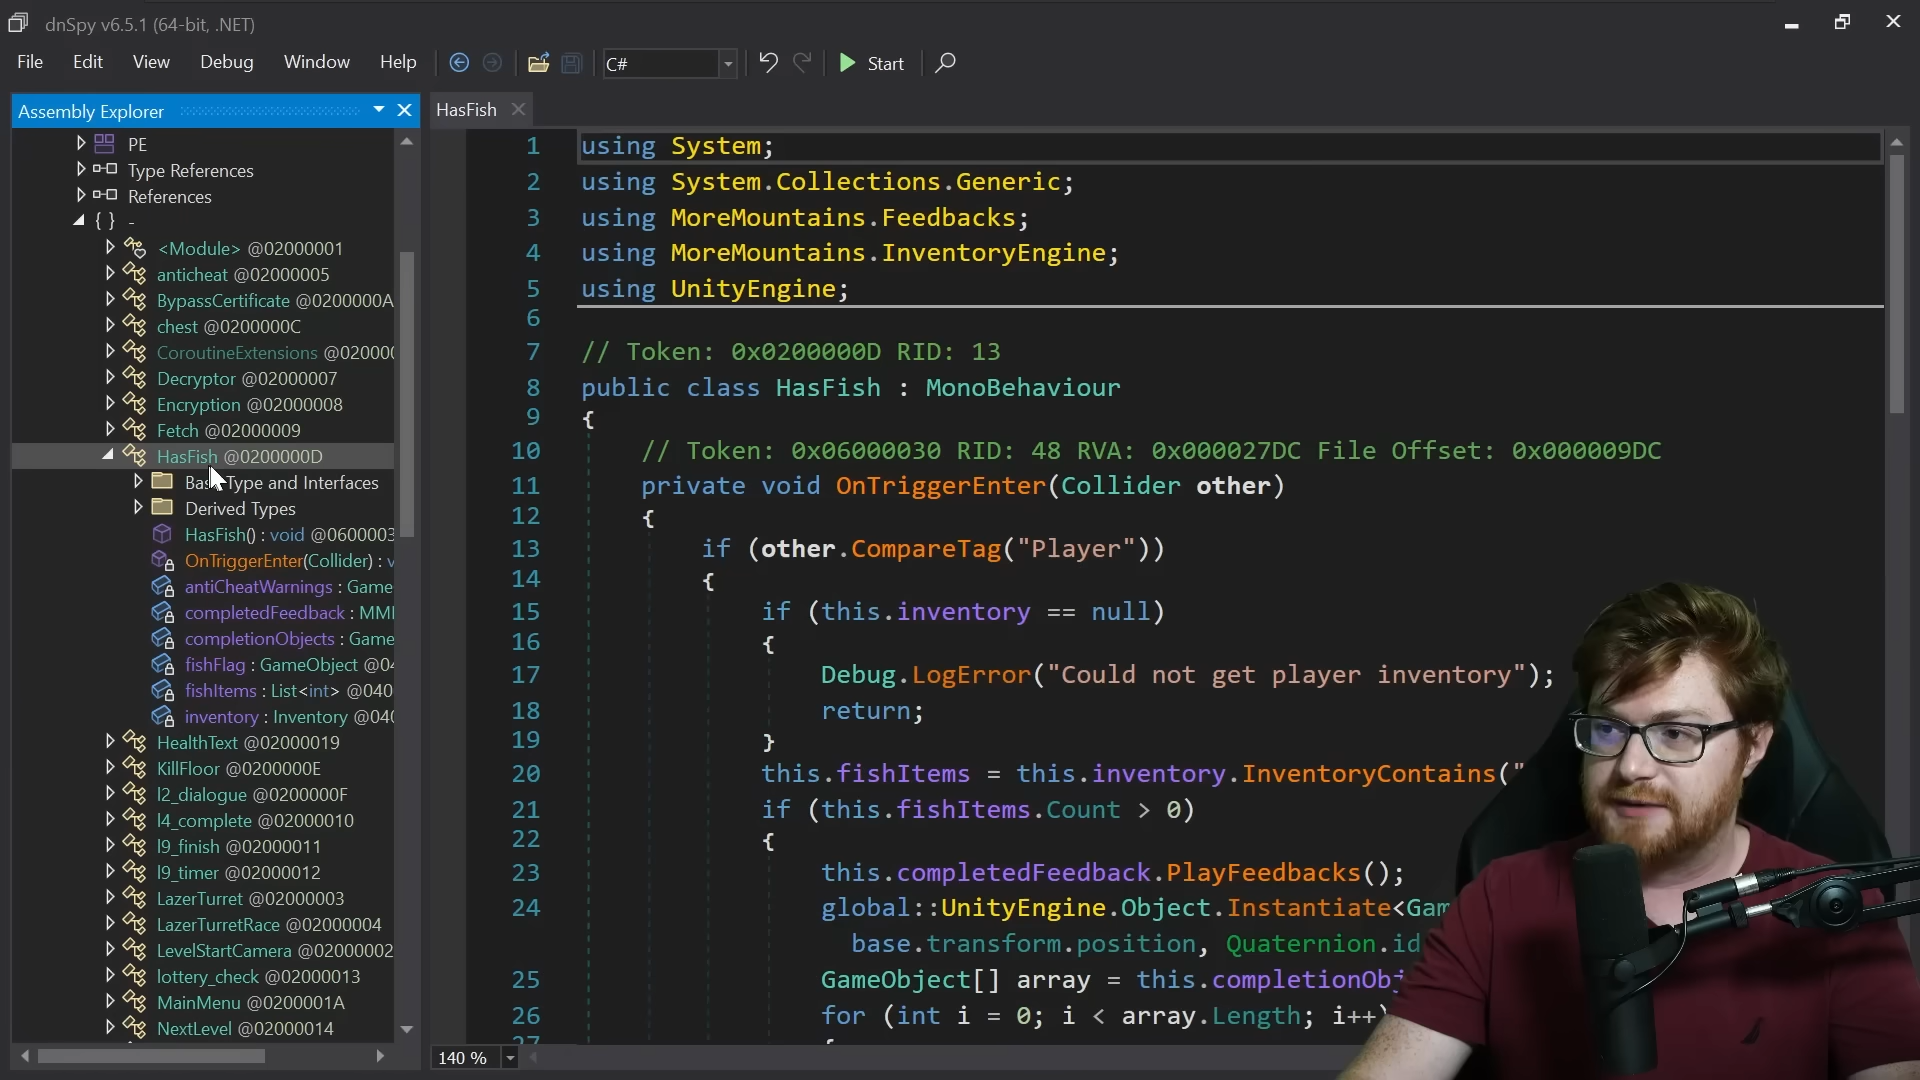 dnSpy v6.5.1 (64-bit, .NET)
File Edit View Debug Window Help C# Start
Assembly Explorer
PE
Type References
References
{ } -
<Module> @02000001
anticheat @02000005
BypassCertificate @0200000A
chest @0200000C
CoroutineExtensions @02000
Decryptor @02000007
Encryption @02000008
Fetch @02000009
HasFish @0200000D
Base Type and Interfaces
Derived Types
HasFish() : void @0600003
OnTriggerEnter(Collider) : v
antiCheatWarnings : Game
completedFeedback : MM
completionObjects : Game
fishFlag : GameObject @04
fishItems : List<int> @040
inventory : Inventory @040
HealthText @02000019
KillFloor @0200000E
l2_dialogue @0200000F
l4_complete @02000010
l9_finish @02000011
l9_timer @02000012
LazerTurret @02000003
LazerTurretRace @02000004
LevelStartCamera @02000002
lottery_check @02000013
MainMenu @0200001A
NextLevel @02000014
HasFish
1 using System;
2 using System.Collections.Generic;
3 using MoreMountains.Feedbacks;
4 using MoreMountains.InventoryEngine;
5 using UnityEngine;
6
7 // Token: 0x0200000D RID: 13
8 public class HasFish : MonoBehaviour
9 {
10 // Token: 0x06000030 RID: 48 RVA: 0x000027DC File Offset: 0x000009DC
11 private void OnTriggerEnter(Collider other)
12 {
13 if (other.CompareTag("Player"))
14 {
15 if (this.inventory == null)
16 {
17 Debug.LogError("Could not get player inventory");
18 return;
19 }
20 this.fishItems = this.inventory.InventoryContains("
21 if (this.fishItems.Count > 0)
22 {
23 this.completedFeedback.PlayFeedbacks();
24 global::UnityEngine.Object.Instantiate<Gam
base.transform.position, Quaternion.id
25 GameObject[] array = this.completionObj
26 for (int i = 0; i < array.Length; i++)
27 {
140 %